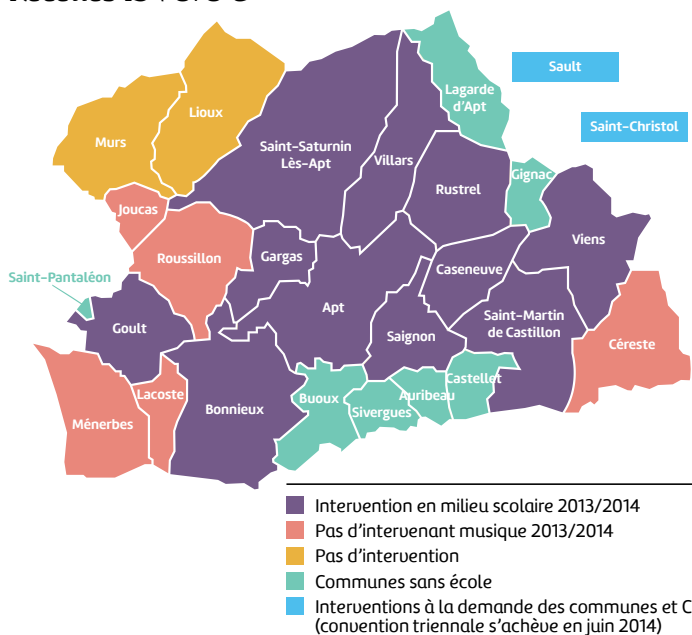 Sault
Lagarde
d'Apt
Lioux
Saint-Christol
Murs
Saint-Saturnin
Lès-Apt
Villars
Gignac
Rustrel
Joucas
Viens
Roussillon
Gargas
Caseneuve
Saint-Pantaléon
Apt
Saint-Martin
de Castillon
Goult
Saignon
Céreste
Castellet
Lacoste
Auribeau
Buoux
Bonnieux
Sivergues
Ménerbes
Intervention en milieu scolaire 2013/2014
Pas d'intervenant musique 2013/2014
Pas d'intervention
Communes sans école
Interventions à la demande des communes et C
(convention triennale s'achève en juin 2014)